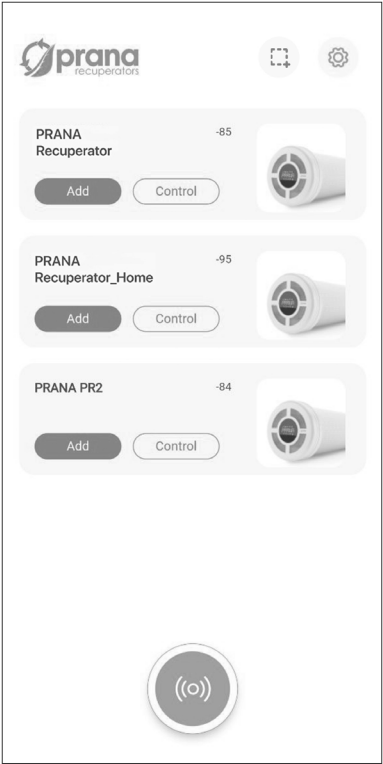 prana
recuperators
PRANA
Recuperator
-85
Add
Control
PRANA
Recuperator_Home
-95
Add
Control
PRANA PR2
-84
Add
Control